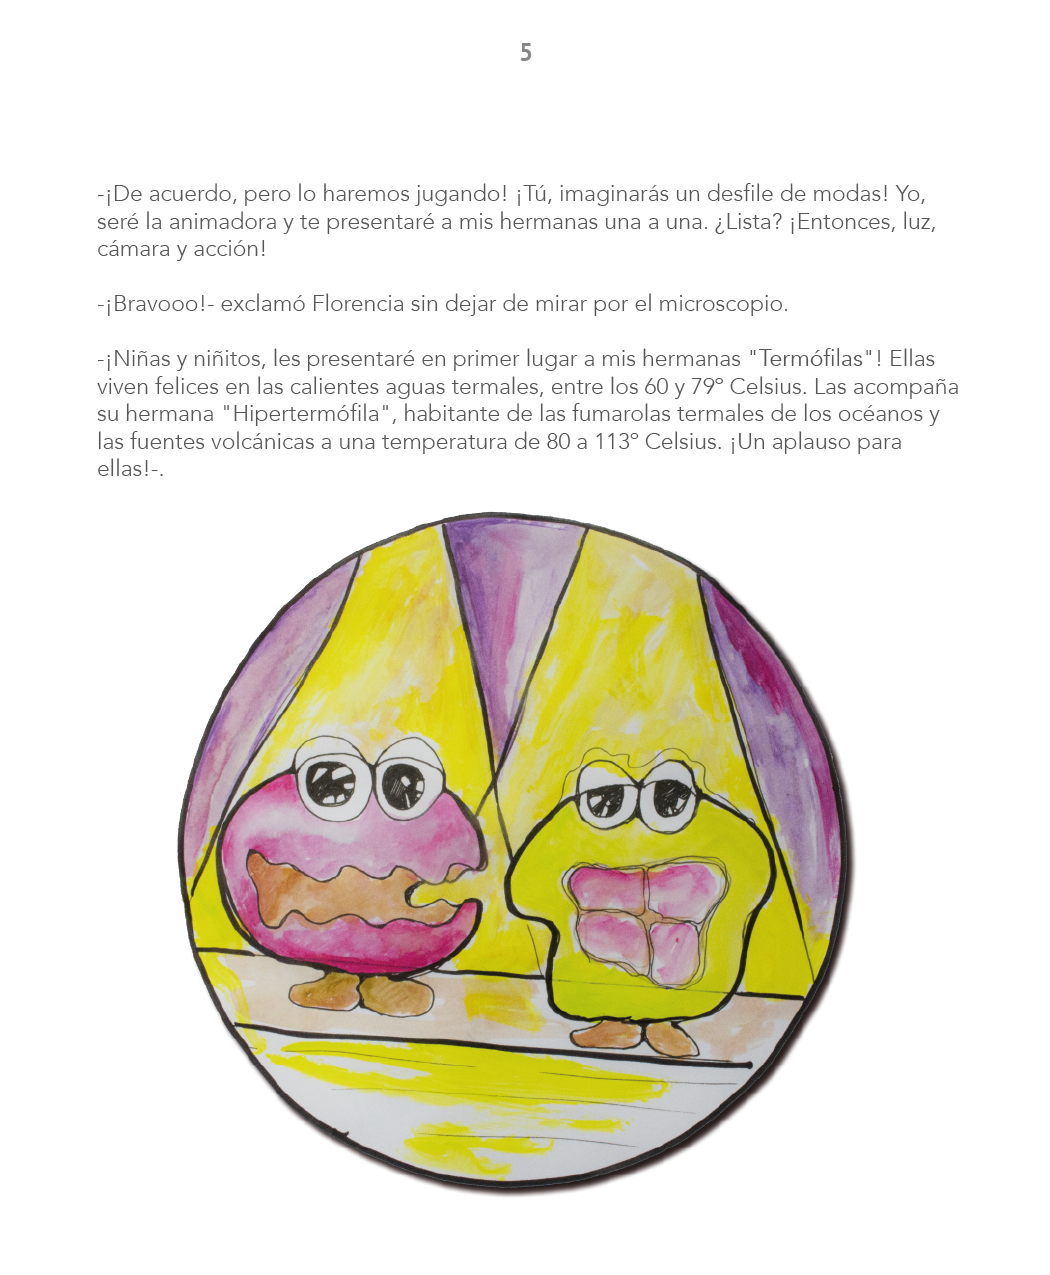 5
-¡De acuerdo, pero lo haremos jugando! ¡Tú, imaginarás un desfile de modas! Yo,
seré la animadora y te presentaré a mis hermanas una a una. ¿Lista? ¡Entonces, luz,
cámara y acción!
-¡Bravooo!- exclamó Florencia sin dejar de mirar por el microscopio.
-¡Niñas y niñitos, les presentaré en primer lugar a mis hermanas "Termófilas"! Ellas
viven felices en las calientes aguas termales, entre los 60 y 79º Celsius. Las acompaña
su hermana "Hipertermófila", habitante de las fumarolas termales de los océanos y
las fuentes volcánicas a una temperatura de 80 a 113º Celsius. ¡Un aplauso para
ellas!-.